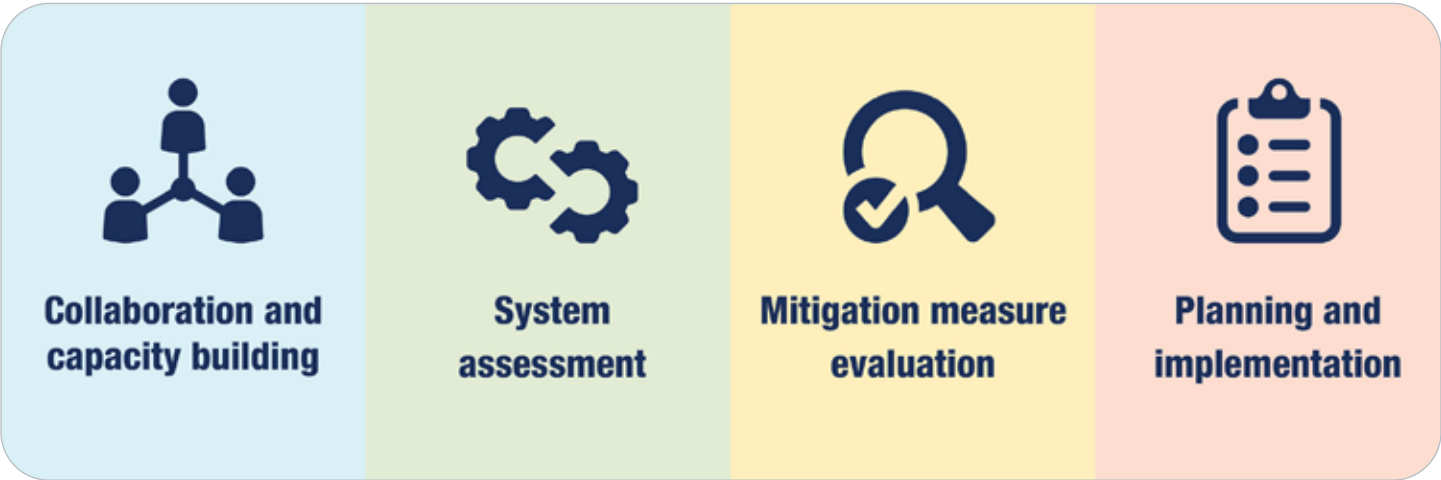 Collaboration and
capacity building
System
assessment
Mitigation measure
evaluation
Planning and
implementation